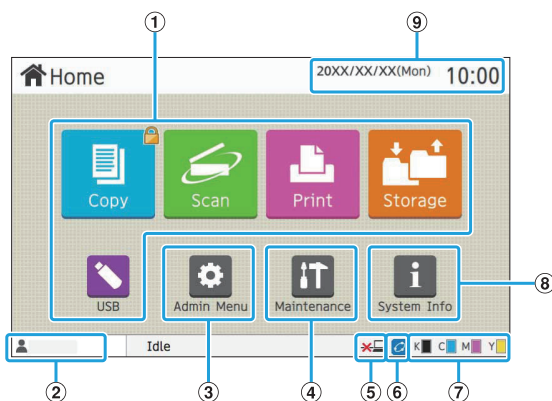 ①
⑨
Home
20XX/XX/XX(Mon) 10:00
Copy
Scan
Print
Storage
USB
Admin Menu
Maintenance
System Info
⑧
Idle
K C M Y
② ③ ④ ⑤ ⑥ ⑦